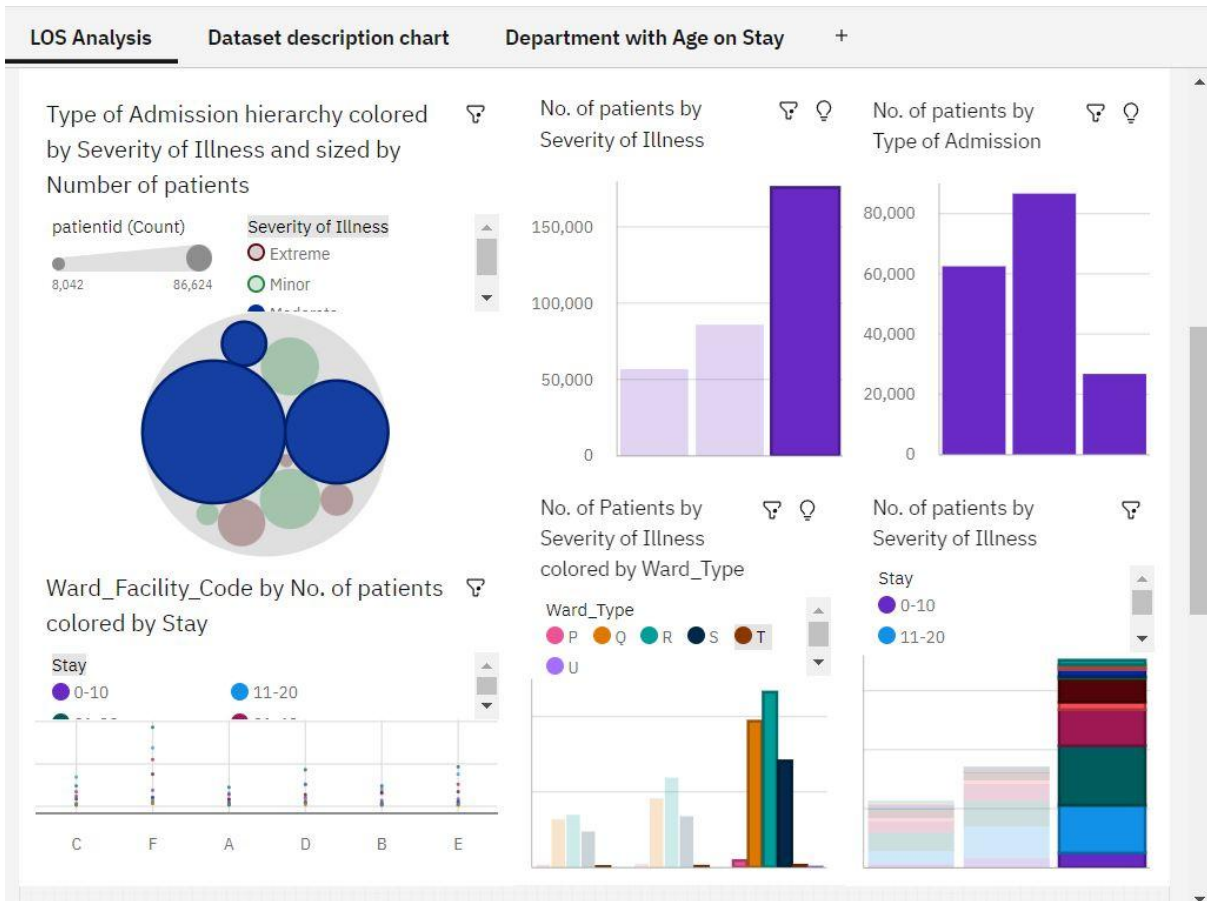 LOS Analysis
Dataset description chart
Department with Age on Stay
+
Type of Admission hierarchy colored
by Severity of Illness and sized by
Number of patients
patientid (Count)
8,042
86,624
Severity of Illness
Extreme
Minor
Moderate
No. of patients by
Severity of Illness
150,000
100,000
50,000
0
No. of patients by
Type of Admission
80,000
60,000
40,000
20,000
0
Ward_Facility_Code by No. of patients
colored by Stay
Stay
0-10
11-20
C F A D B E
No. of Patients by
Severity of Illness
colored by Ward_Type
Ward_Type
P Q R S T
U
No. of patients by
Severity of Illness
Stay
0-10
11-20